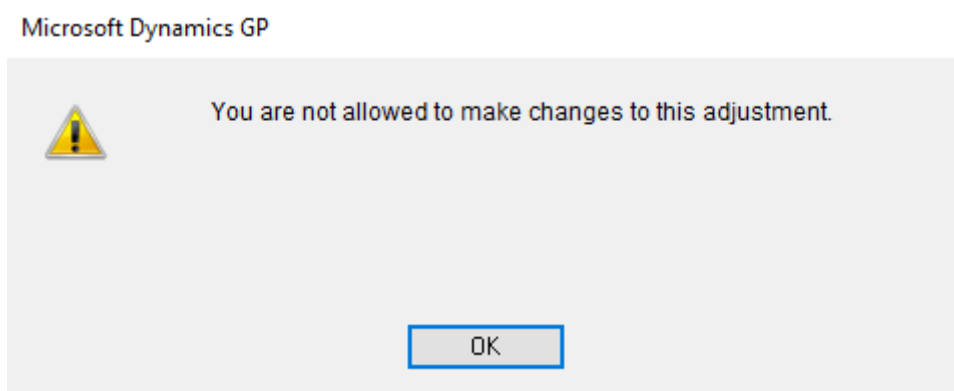 Microsoft Dynamics GP
You are not allowed to make changes to this adjustment.
OK